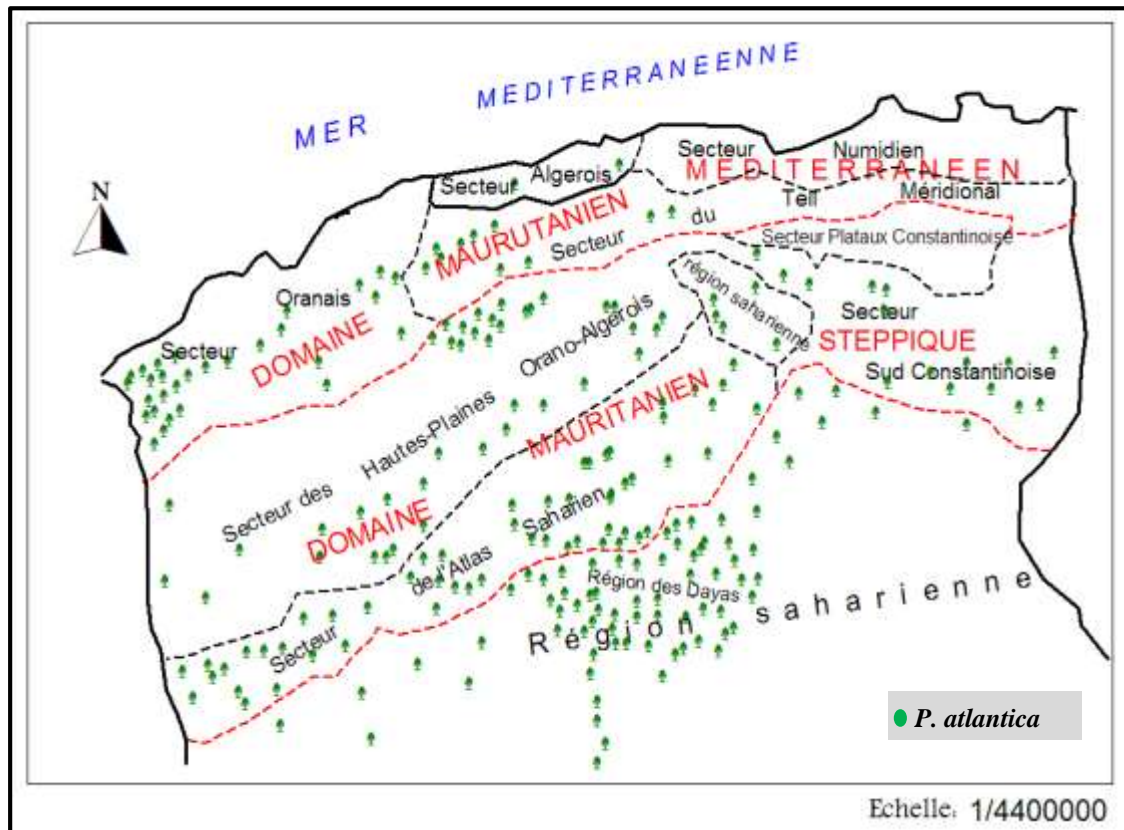 MER MEDITERRANEENNE
N
Secteur Algerois
Secteur Numidien
MEDITERRANEEN
MAURUTANIEN
DOMAINE
Secteur du Tell Méridional
Secteur Plataux Constantinoise
Secteur Oranais
région saharienne
Secteur
STEPPIQUE
Sud Constantinoise
Secteur des Hautes-Plaines Orano-Algérois
DOMAINE MAURITANIEN
Secteur de l'Atlas Saharien
Région des Dayas
Région saharienne
P. atlantica
Echelle: 1/4400000